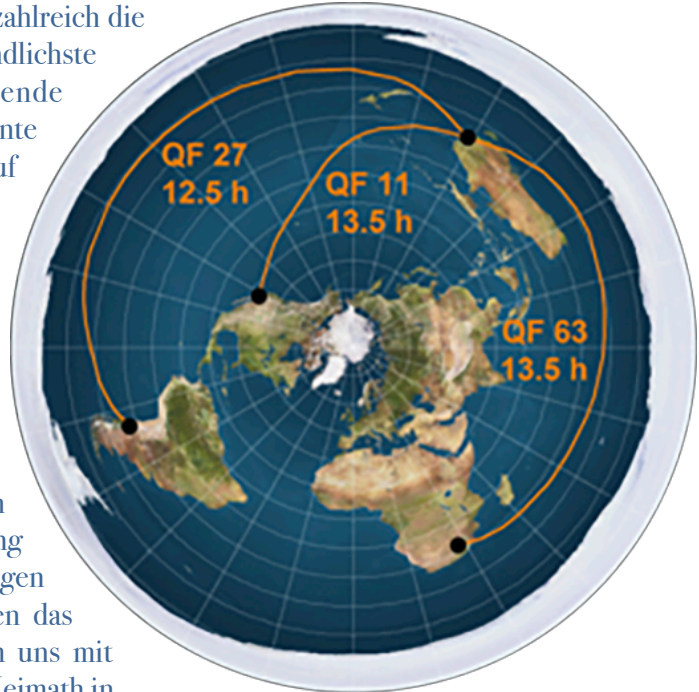 zahlreich die
ndlichste
ende
nte
uf
QF 27
12.5 h
QF 11
13.5 h
QF 63
13.5 h
n
ng
gen
en das
n uns mit
Heimath in